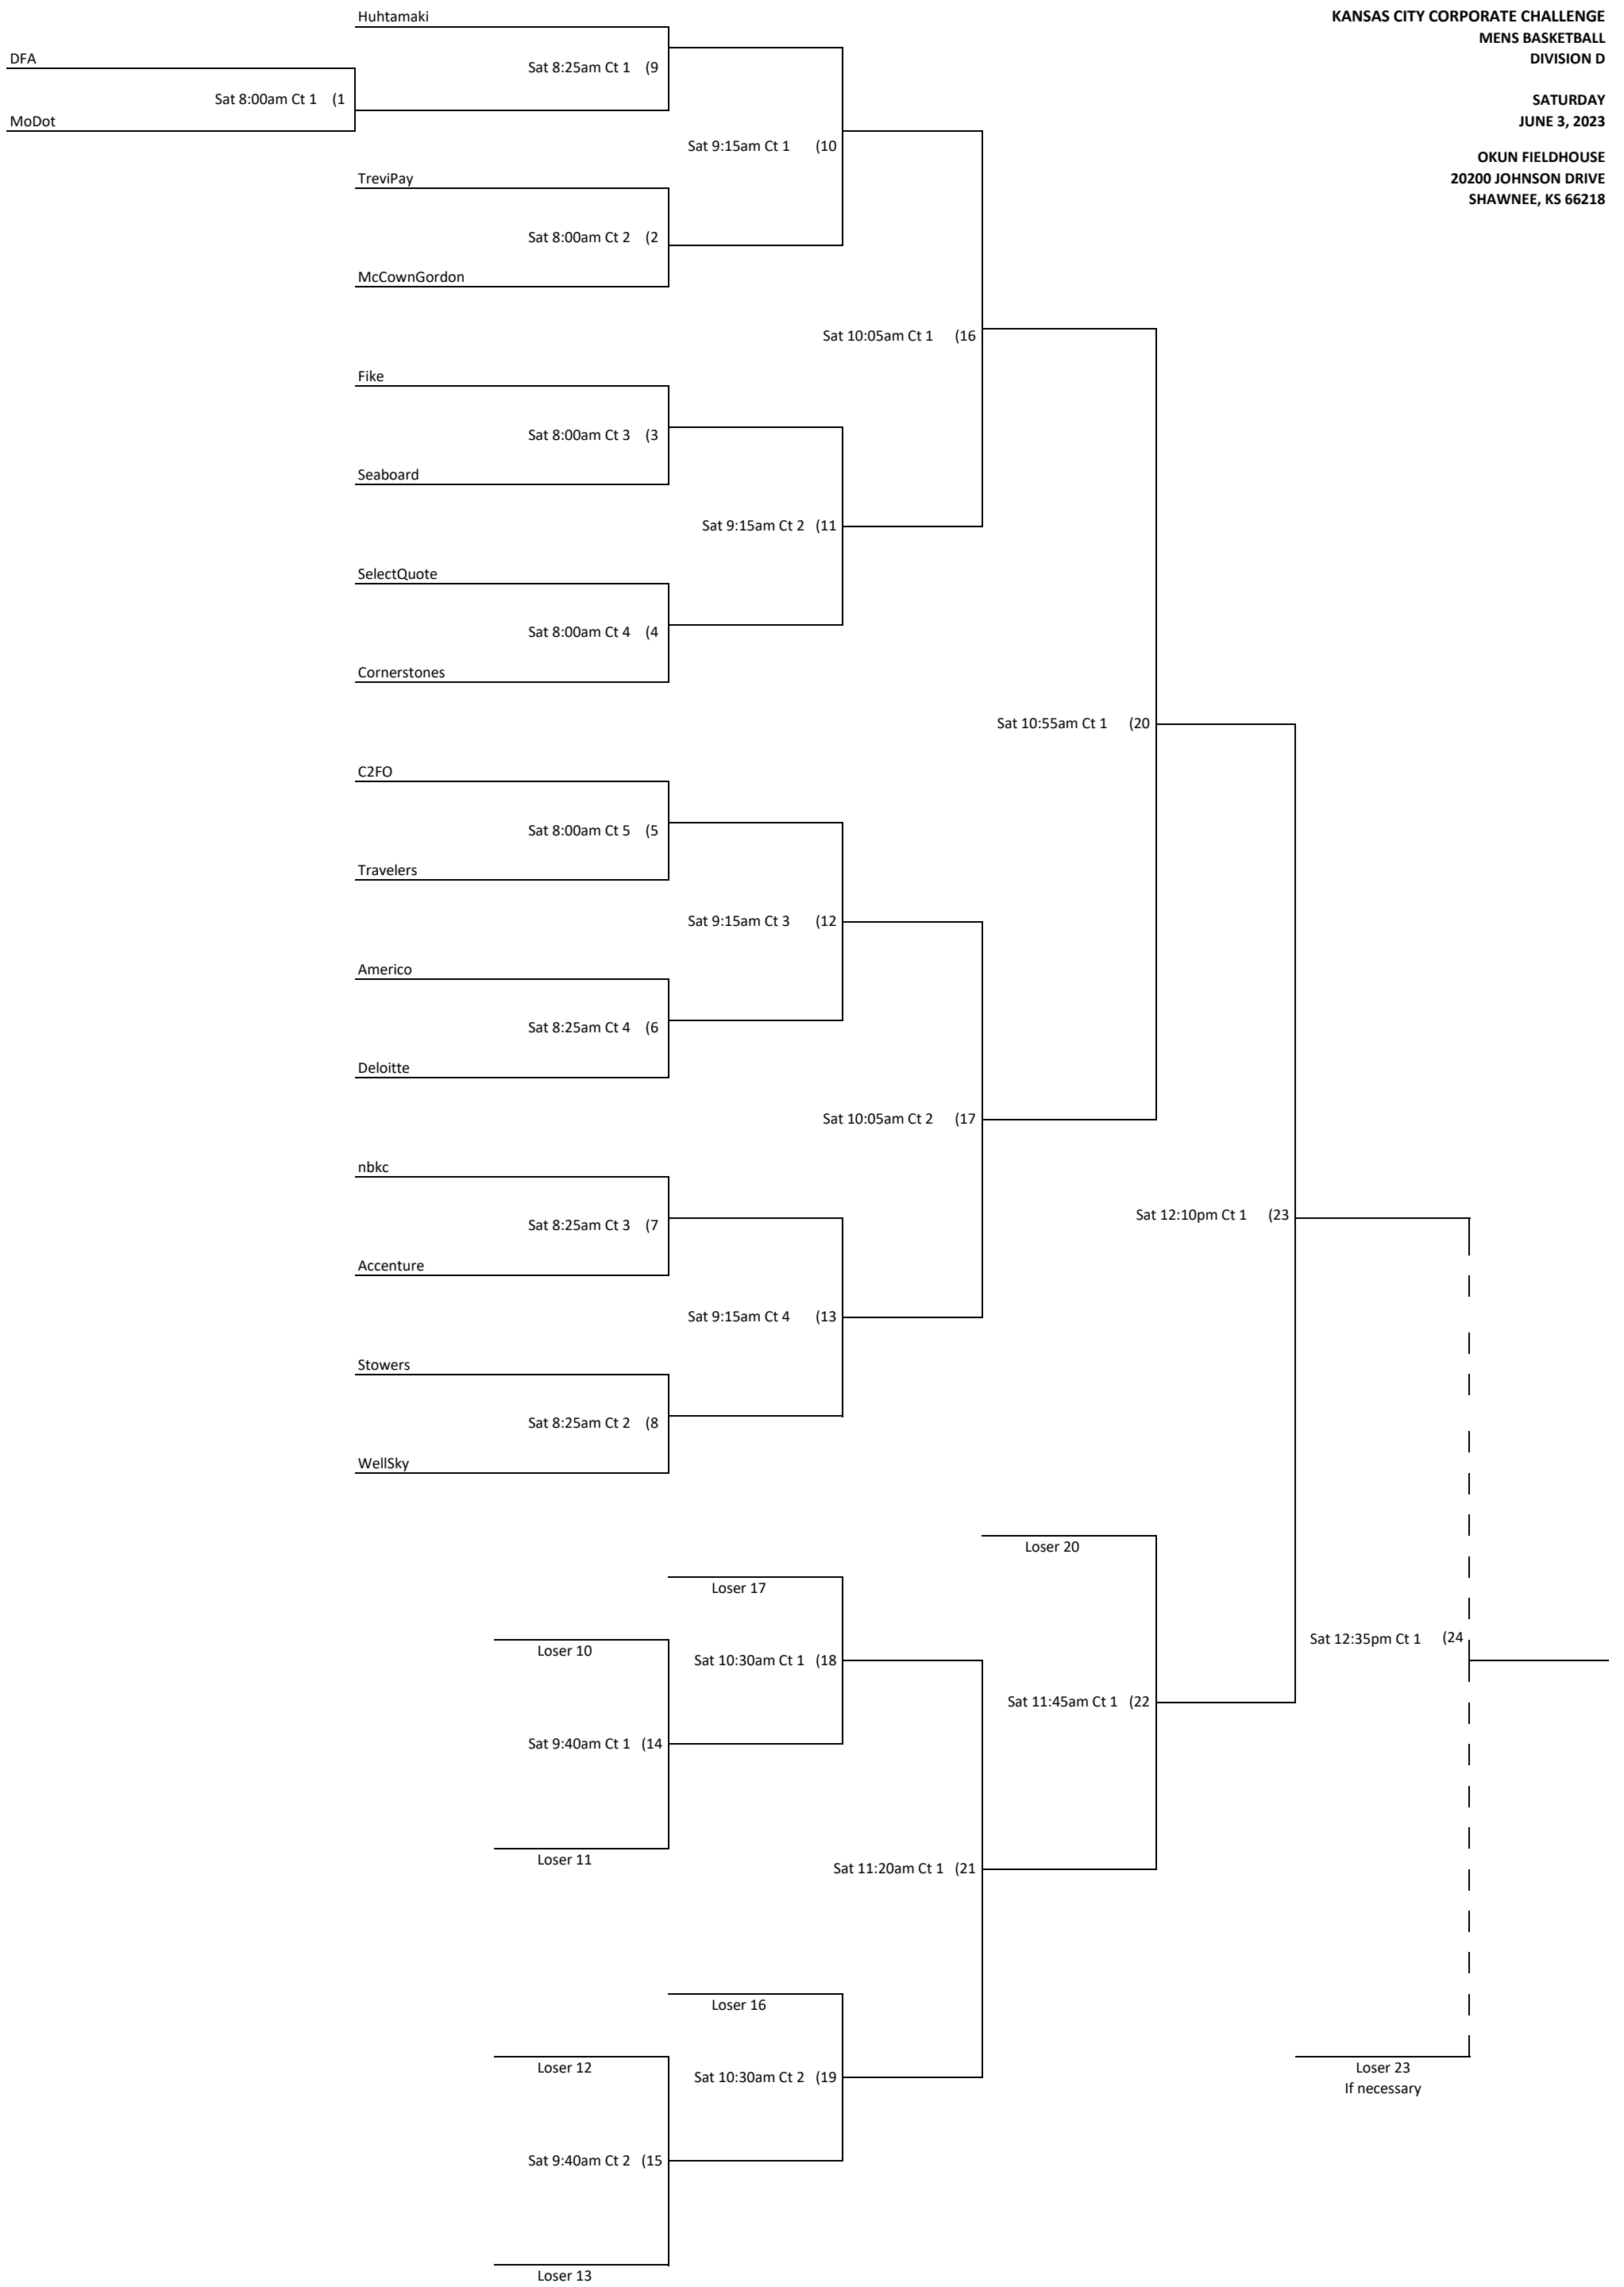 Huhtamaki
KANSAS CITY CORPORATE CHALLENGE
MENS BASKETBALL
DIVISION D
SATURDAY
JUNE 3, 2023
OKUN FIELDHOUSE
20200 JOHNSON DRIVE
SHAWNEE, KS 66218
DFA
Sat 8:25am Ct 1 (9
Sat 8:00am Ct 1 (1
MoDot
Sat 9:15am Ct 1 (10
TreviPay
Sat 8:00am Ct 2 (2
McCownGordon
Sat 10:05am Ct 1 (16
Fike
Sat 8:00am Ct 3 (3
Seaboard
Sat 9:15am Ct 2 (11
SelectQuote
Sat 8:00am Ct 4 (4
Cornerstones
Sat 10:55am Ct 1 (20
C2FO
Sat 8:00am Ct 5 (5
Travelers
Sat 9:15am Ct 3 (12
Americo
Sat 8:25am Ct 4 (6
Deloitte
Sat 10:05am Ct 2 (17
nbkc
Sat 12:10pm Ct 1 (23
Sat 8:25am Ct 3 (7
Accenture
Sat 9:15am Ct 4 (13
Stowers
Sat 8:25am Ct 2 (8
WellSky
Loser 20
Loser 17
Sat 12:35pm Ct 1 (24
Loser 10
Sat 10:30am Ct 1 (18
Sat 11:45am Ct 1 (22
Sat 9:40am Ct 1 (14
Loser 11
Sat 11:20am Ct 1 (21
Loser 16
Loser 12
Sat 10:30am Ct 2 (19
Loser 23
If necessary
Sat 9:40am Ct 2 (15
Loser 13